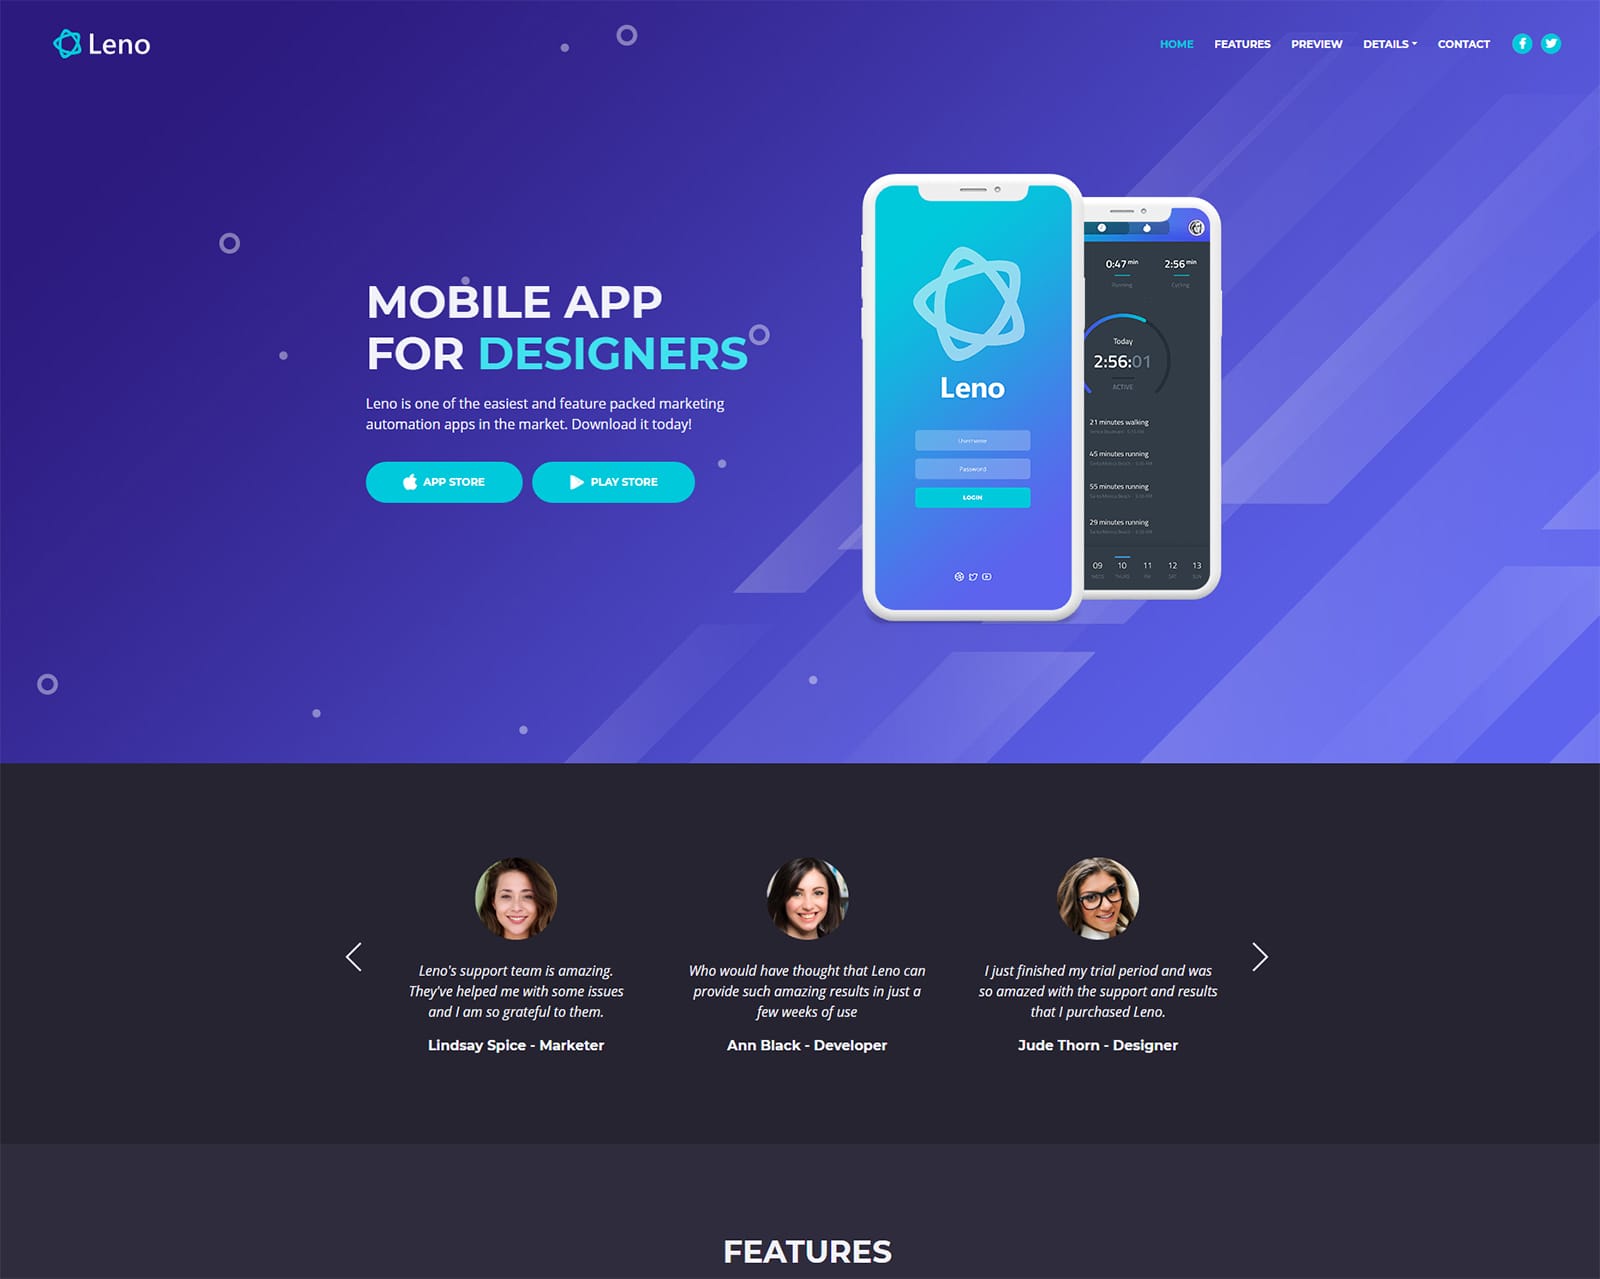 Leno
HOME FEATURES PREVIEW DETAILS CONTACT
MOBILE APP
FOR DESIGNERS
Leno is one of the easiest and feature packed marketing
automation apps in the market. Download it today!
APP STORE PLAY STORE
Leno
Username
Password
LOGIN
0:47 min 2:56 min
Running Cycling
Today
2:56:01
ACTIVE
21 minutes walking
45 minutes running
55 minutes running
29 minutes running
09 10 11 12 13
Leno's support team is amazing.
They've helped me with some issues
and I am so grateful to them.
Lindsay Spice - Marketer
Who would have thought that Leno can
provide such amazing results in just a
few weeks of use
Ann Black - Developer
I just finished my trial period and was
so amazed with the support and results
that I purchased Leno.
Jude Thorn - Designer
FEATURES